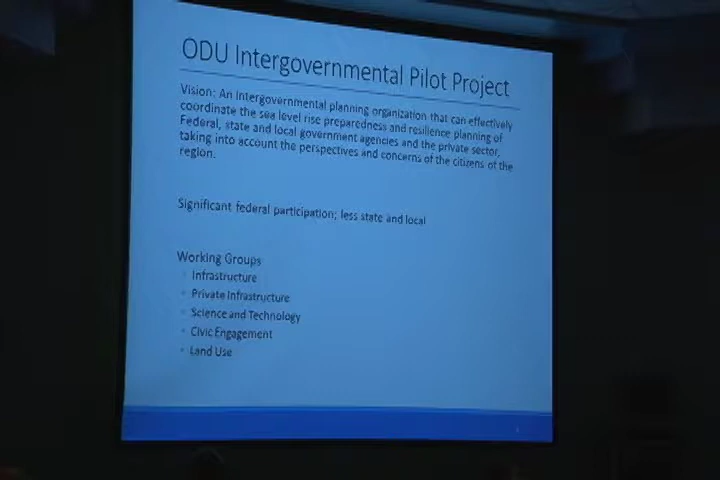 ODU Intergovernmental Pilot Project
Vision: An intergovernmental planning organization that can effectively
coordinate the sea level rise preparedness and resilience planning of
Federal, state and local government agencies and the private sector,
taking into account the perspectives and concerns of the citizens of the
region.
Significant federal participation; less state and local
Working Groups
Infrastructure
Private Infrastructure
Science and Technology
Civic Engagement
Land Use